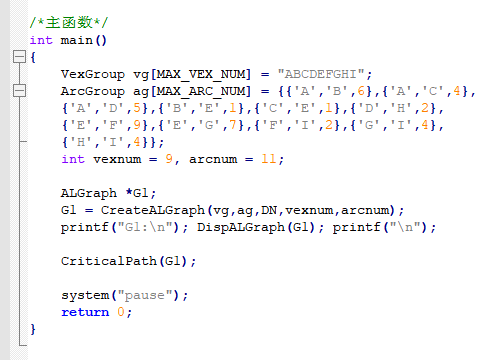 /*主函数*/
int main()
{
VexGroup vg[MAX_VEX_NUM] = "ABCDEFGHI";
ArcGroup ag[MAX_ARC_NUM] = {{'A','B',6},{'A','C',4},
{'A','D',5},{'B','E',1},{'C','E',1},{'D','H',2},
{'E','F',9},{'E','G',7},{'F','I',2},{'G','I',4},
{'H','I',4}};
int vexnum = 9, arcnum = 11;
ALGraph *G1;
G1 = CreateALGraph(vg,ag,DN,vexnum,arcnum);
printf("G1:\n"); DispALGraph(G1); printf("\n");
CriticalPath(G1);
system("pause");
return 0;
}